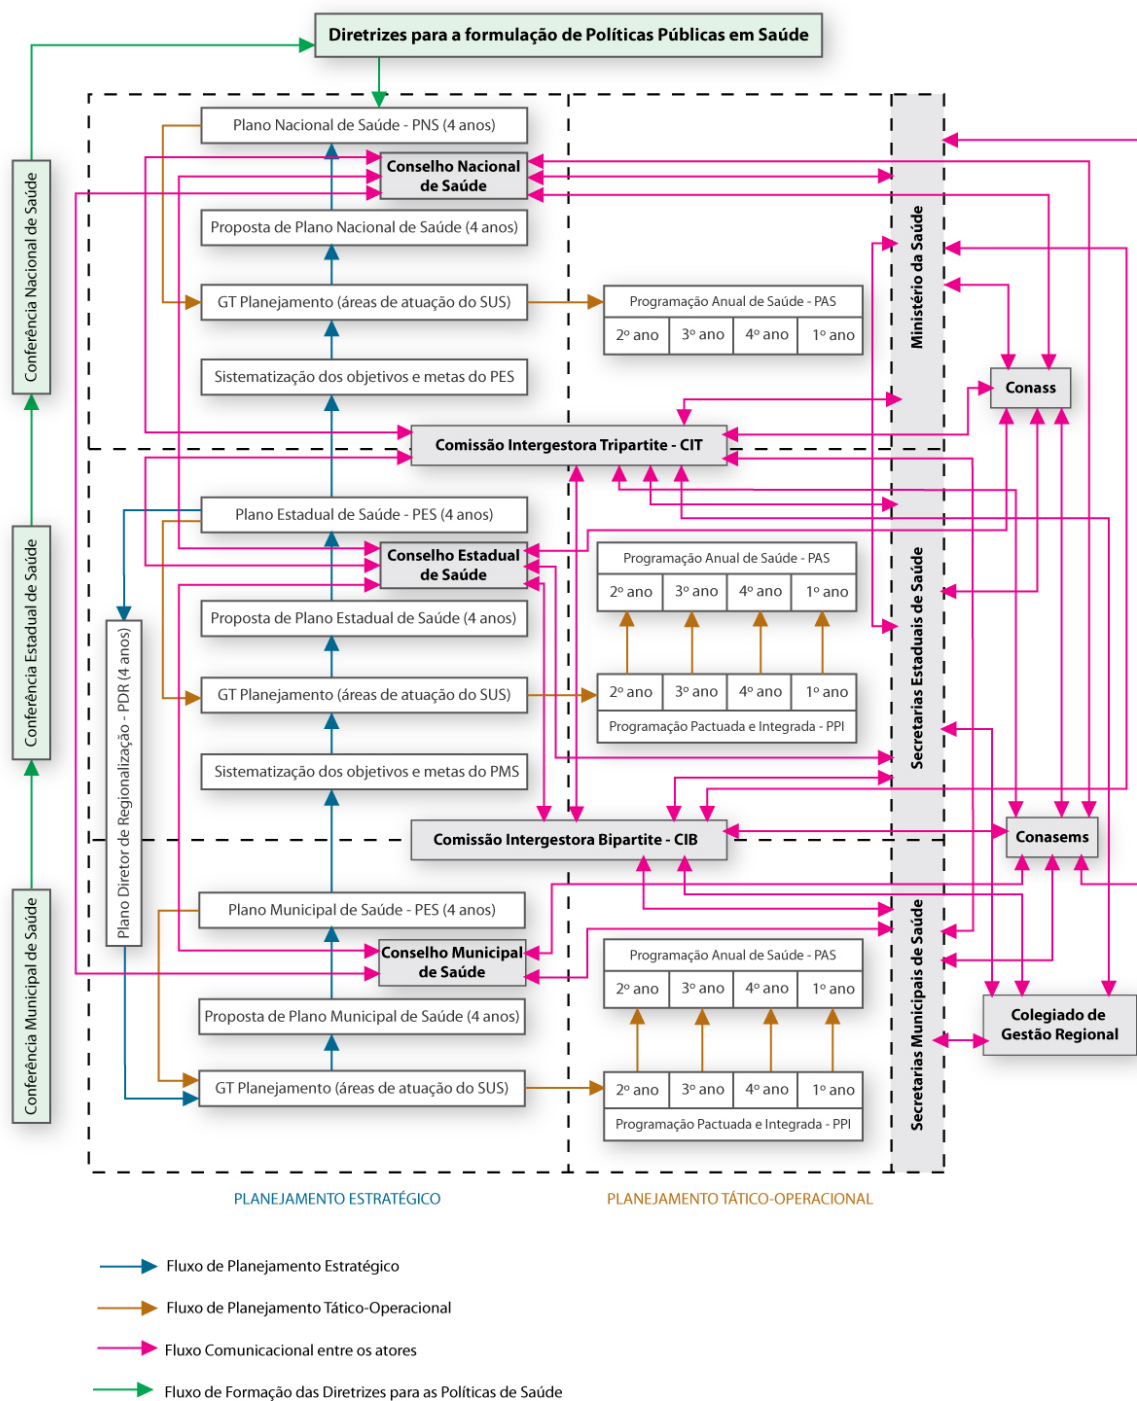 Diretrizes para a formulação de Políticas Públicas em Saúde
Conferência Nacional de Saúde
Conferência Estadual de Saúde
Conferência Municipal de Saúde
Plano Nacional de Saúde - PNS (4 anos)
Conselho Nacional
de Saúde
Proposta de Plano Nacional de Saúde (4 anos)
GT Planejamento (áreas de atuação do SUS)
Programação Anual de Saúde - PAS
2º ano 3º ano 4º ano 1º ano
Sistematização dos objetivos e metas do PES
Ministério da Saúde
Conass
Comissão Intergestora Tripartite - CIT
Plano Estadual de Saúde - PES (4 anos)
Conselho Estadual
de Saúde
Programação Anual de Saúde - PAS
2º ano 3º ano 4º ano 1º ano
Proposta de Plano Estadual de Saúde (4 anos)
Plano Diretor de Regionalização - PDR (4 anos)
GT Planejamento (áreas de atuação do SUS)
2º ano 3º ano 4º ano 1º ano
Programação Pactuada e Integrada - PPI
Secretarias Estaduais de Saúde
Sistematização dos objetivos e metas do PMS
Comissão Intergestora Bipartite - CIB
Conasems
Plano Municipal de Saúde - PES (4 anos)
Conselho Municipal
de Saúde
Programação Anual de Saúde - PAS
2º ano 3º ano 4º ano 1º ano
Proposta de Plano Municipal de Saúde (4 anos)
Secretarias Municipais de Saúde
Colegiado de
Gestão Regional
GT Planejamento (áreas de atuação do SUS)
2º ano 3º ano 4º ano 1º ano
Programação Pactuada e Integrada - PPI
PLANEJAMENTO ESTRATÉGICO
PLANEJAMENTO TÁTICO-OPERACIONAL
Fluxo de Planejamento Estratégico
Fluxo de Planejamento Tático-Operacional
Fluxo Comunicacional entre os atores
Fluxo de Formação das Diretrizes para as Políticas de Saúde